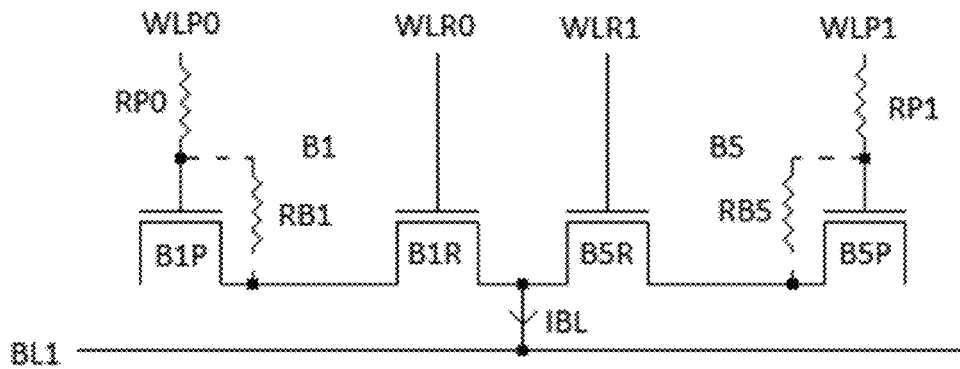 WLP0 WLR0 WLR1 WLP1
RP0 RP1
B1 B5
RB1 RB5
B1P B1R B5R B5P
IBL
BL1